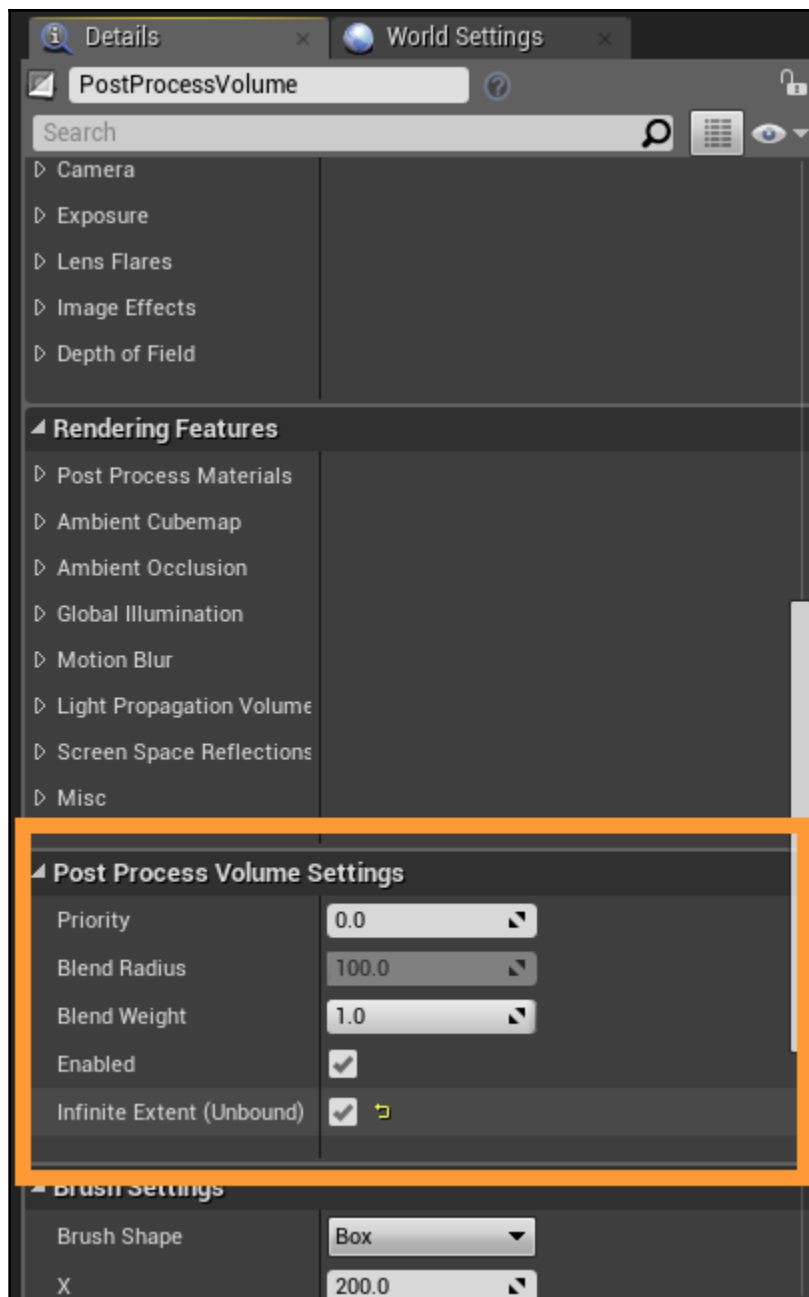 Details
World Settings
PostProcessVolume
Search
Camera
Exposure
Lens Flares
Image Effects
Depth of Field
Rendering Features
Post Process Materials
Ambient Cubemap
Ambient Occlusion
Global Illumination
Motion Blur
Light Propagation Volume
Screen Space Reflections
Misc
Post Process Volume Settings
Priority 0.0
Blend Radius 100.0
Blend Weight 1.0
Enabled
Infinite Extent (Unbound)
Brush Settings
Brush Shape Box
X 200.0